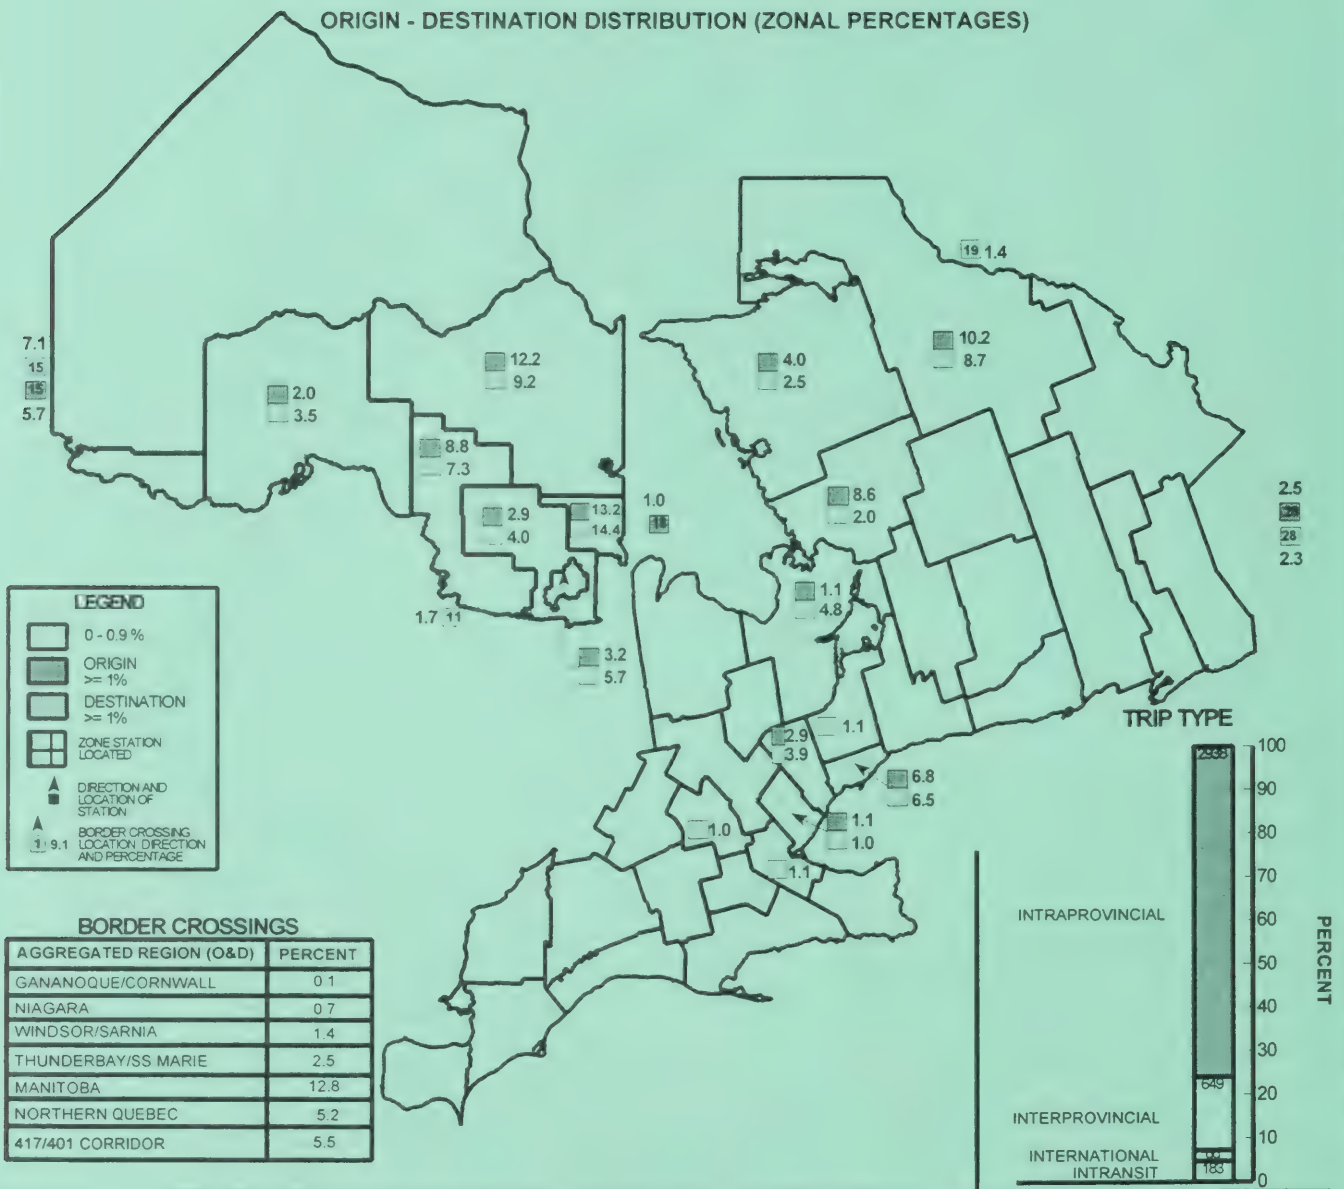 ORIGIN - DESTINATION DISTRIBUTION (ZONAL PERCENTAGES)
19 1.4
7.1
15
15
5.7
2.0
3.5
12.2
9.2
8.8
7.3
2.9
4.0
13.2
14.4
1.0
4.0
2.5
10.2
8.7
8.6
2.0
1.1
4.8
2.5
28
2.3
1.7 11
3.2
5.7
1.1
2.9
3.9
6.8
6.5
1.1
1.0
1.0
1.1
LEGEND
0 - 0.9 %
ORIGIN
>= 1%
DESTINATION
>= 1%
ZONE STATION
LOCATED
DIRECTION AND
LOCATION OF
STATION
BORDER CROSSING
1 9.1 LOCATION DIRECTION
AND PERCENTAGE
BORDER CROSSINGS
AGGREGATED REGION (O&D) PERCENT
GANANOQUE/CORNWALL 0.1
NIAGARA 0.7
WINDSOR/SARNIA 1.4
THUNDERBAY/SS MARIE 2.5
MANITOBA 12.8
NORTHERN QUEBEC 5.2
417/401 CORRIDOR 5.5
TRIP TYPE
2938
649
183
100
90
80
70
60
50
40
30
20
10
0
PERCENT
INTRAPROVINCIAL
INTERPROVINCIAL
INTERNATIONAL
INTRANSIT